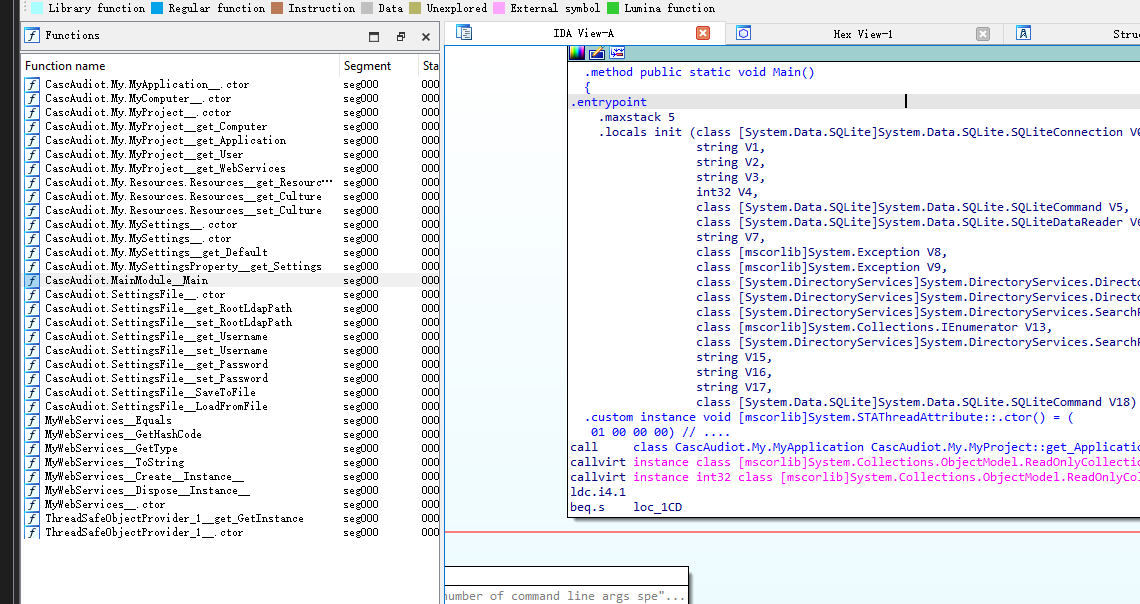 Library function Regular function Instruction Data Unexplored External symbol Lumina function
Functions
Function name Segment Sta
CascAudiot.My.MyApplication__.ctor seg000 000
CascAudiot.My.MyComputer__.ctor seg000 000
CascAudiot.My.MyProject__.cctor seg000 000
CascAudiot.My.MyProject__get_Computer seg000 000
CascAudiot.My.MyProject__get_Application seg000 000
CascAudiot.My.MyProject__get_User seg000 000
CascAudiot.My.MyProject__get_WebServices seg000 000
CascAudiot.My.Resources.Resources__get_Resourc··· seg000 000
CascAudiot.My.Resources.Resources__get_Culture seg000 000
CascAudiot.My.Resources.Resources__set_Culture seg000 000
CascAudiot.My.MySettings__.cctor seg000 000
CascAudiot.My.MySettings__.ctor seg000 000
CascAudiot.My.MySettings__get_Default seg000 000
CascAudiot.My.MySettingsProperty__get_Settings seg000 000
CascAudiot.MainModule__Main seg000 000
CascAudiot.SettingsFile__.ctor seg000 000
CascAudiot.SettingsFile__get_RootLdapPath seg000 000
CascAudiot.SettingsFile__set_RootLdapPath seg000 000
CascAudiot.SettingsFile__get_Username seg000 000
CascAudiot.SettingsFile__set_Username seg000 000
CascAudiot.SettingsFile__get_Password seg000 000
CascAudiot.SettingsFile__set_Password seg000 000
CascAudiot.SettingsFile__SaveToFile seg000 000
CascAudiot.SettingsFile__LoadFromFile seg000 000
MyWebServices__Equals seg000 000
MyWebServices__GetHashCode seg000 000
MyWebServices__GetType seg000 000
MyWebServices__ToString seg000 000
MyWebServices__Create__Instance__ seg000 000
MyWebServices__Dispose__Instance__ seg000 000
MyWebServices__.ctor seg000 000
ThreadSafeObjectProvider_1__get_GetInstance seg000 000
ThreadSafeObjectProvider_1__.ctor seg000 000
IDA View-A Hex View-1 Struc
.method public static void Main()
{
.entrypoint
.maxstack 5
.locals init (class [System.Data.SQLite]System.Data.SQLite.SQLiteConnection V0
string V1,
string V2,
string V3,
int32 V4,
class [System.Data.SQLite]System.Data.SQLite.SQLiteCommand V5,
class [System.Data.SQLite]System.Data.SQLite.SQLiteDataReader V6
string V7,
class [mscorlib]System.Exception V8,
class [mscorlib]System.Exception V9,
class [System.DirectoryServices]System.DirectoryServices.Directo
class [System.DirectoryServices]System.DirectoryServices.Directo
class [System.DirectoryServices]System.DirectoryServices.SearchR
class [mscorlib]System.Collections.IEnumerator V13,
class [System.DirectoryServices]System.DirectoryServices.SearchR
string V15,
string V16,
string V17,
class [System.Data.SQLite]System.Data.SQLite.SQLiteCommand V18)
.custom instance void [mscorlib]System.STAThreadAttribute::.ctor() = (
01 00 00 00) // ....
call class CascAudiot.My.MyApplication CascAudiot.My.MyProject::get_Applicatio
callvirt instance class [mscorlib]System.Collections.ObjectModel.ReadOnlyCollectio
callvirt instance int32 class [mscorlib]System.Collections.ObjectModel.ReadOnlyCol
ldc.i4.1
beq.s loc_1CD
number of command line args spe"...